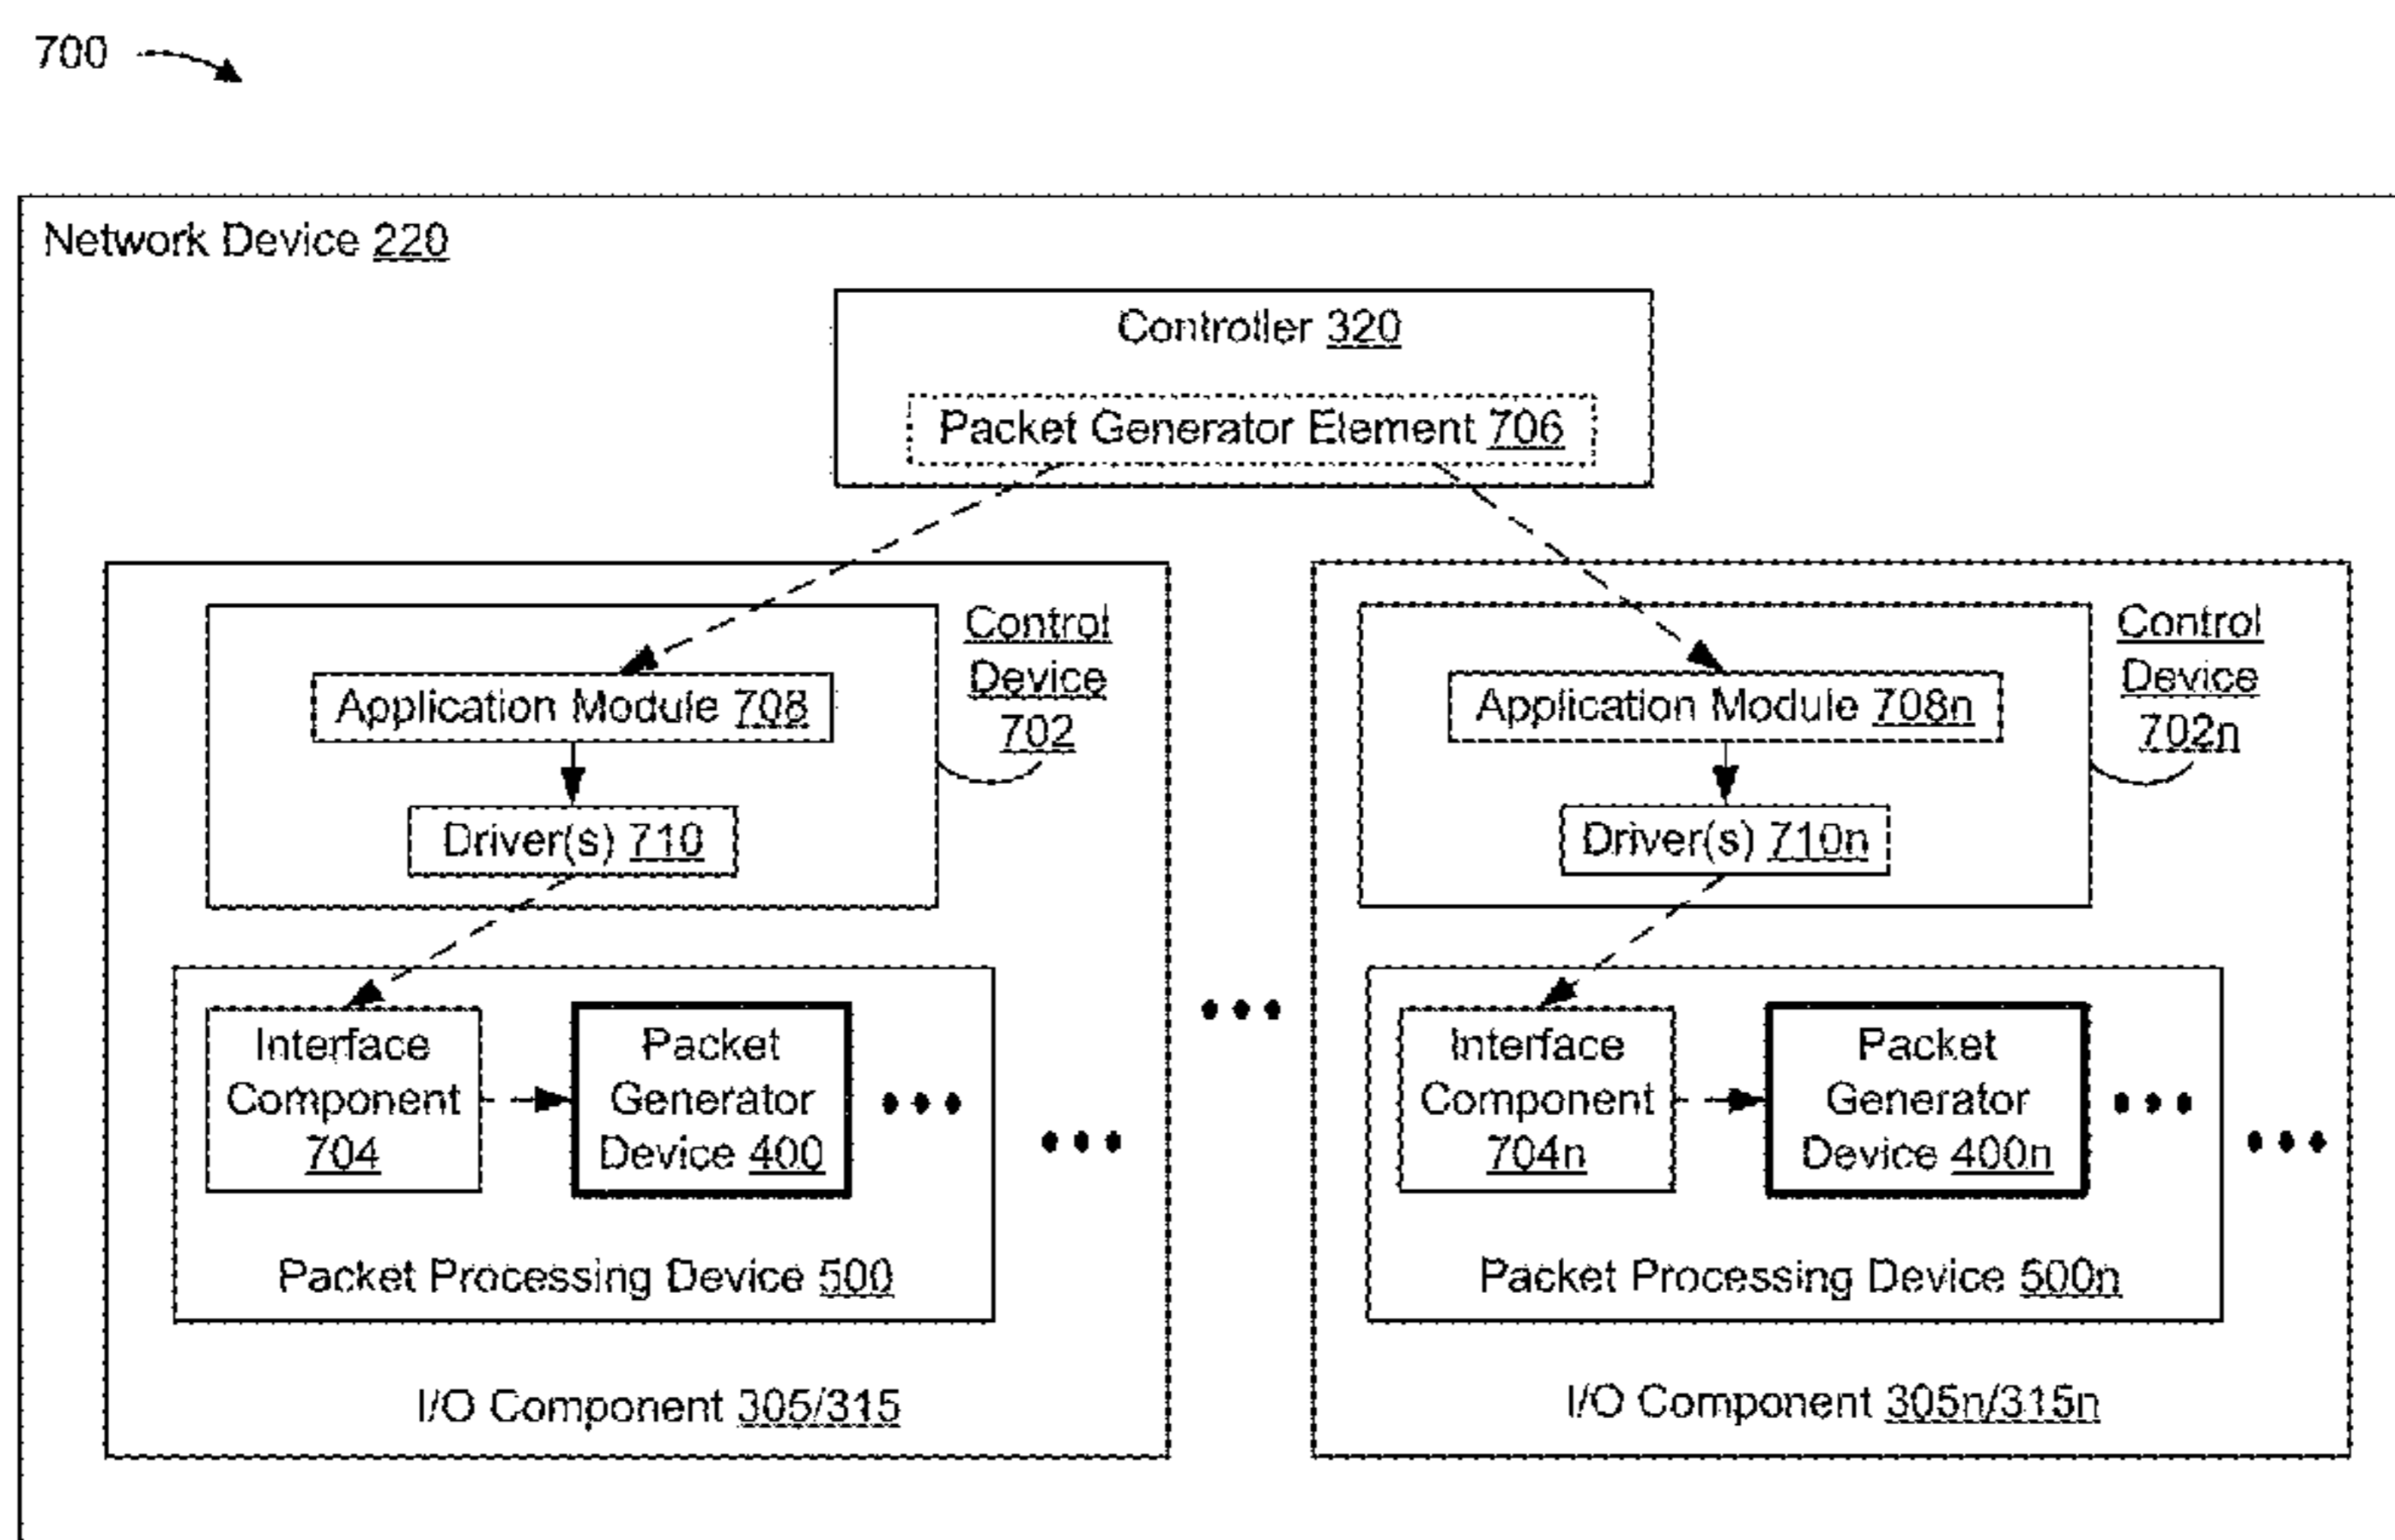 700
Network Device 220
Controller 320
Packet Generator Element 706
Control
Device
702
Application Module 708
Driver(s) 710
Interface
Component
704
Packet
Generator
Device 400
Packet Processing Device 500
I/O Component 305/315
Control
Device
702n
Application Module 708n
Driver(s) 710n
Interface
Component
704n
Packet
Generator
Device 400n
Packet Processing Device 500n
I/O Component 305n/315n